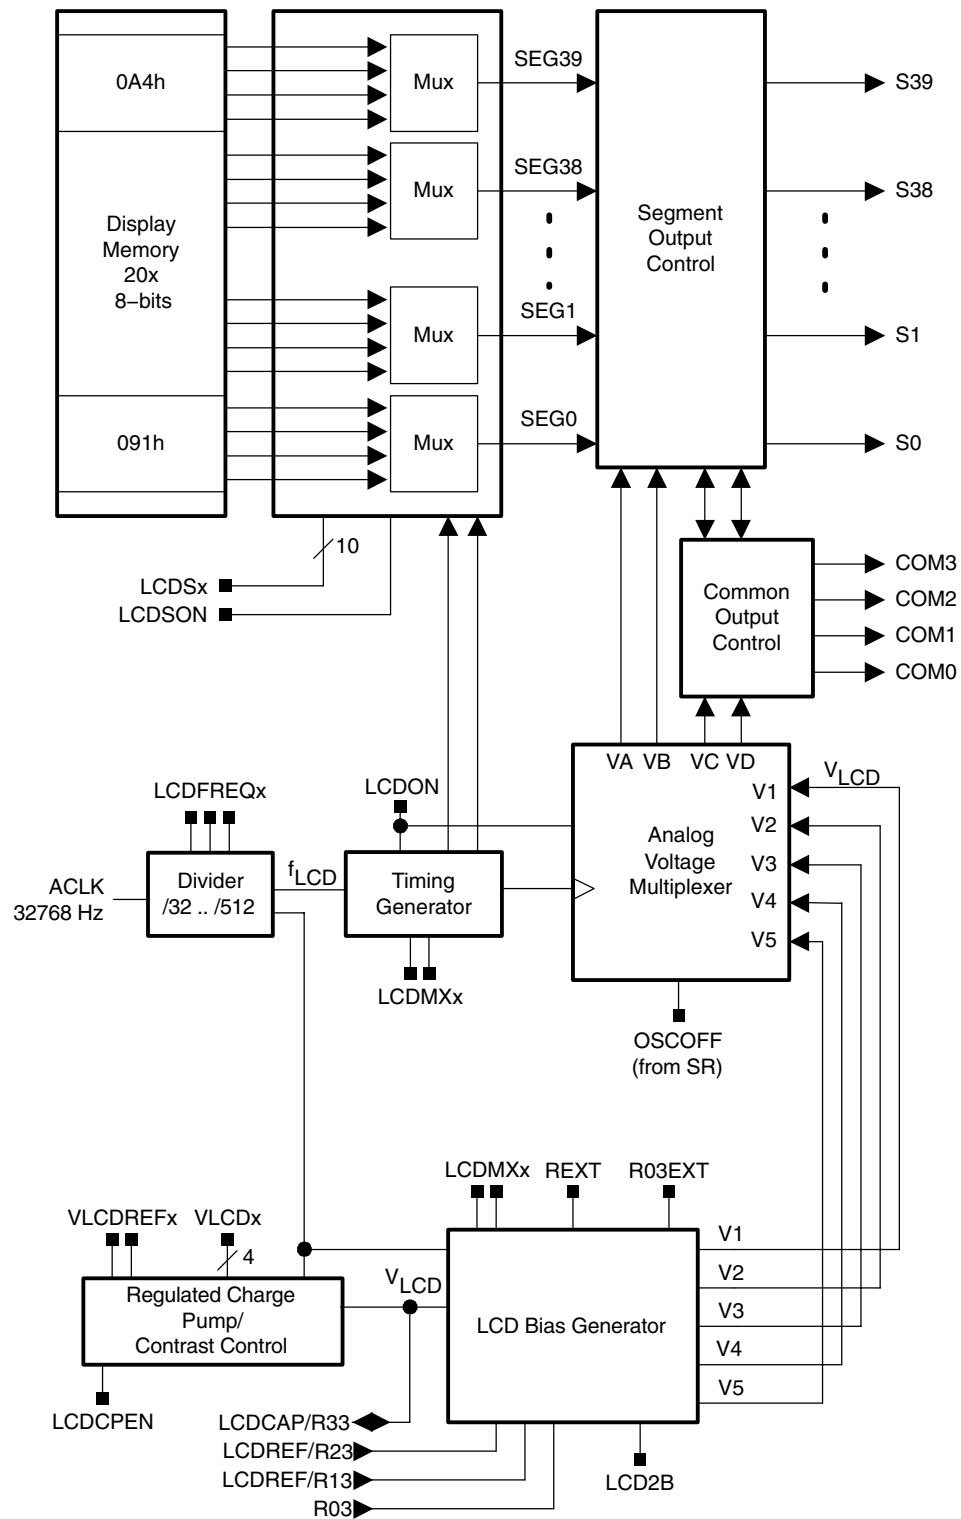 0A4h
Mux
SEG39
S39
Mux
SEG38
S38
Display
Memory
20x
8−bits
Segment
Output
Control
Mux
SEG1
S1
091h
Mux
SEG0
S0
10
LCDSx
LCDSON
Common
Output
Control
COM3
COM2
COM1
COM0
VA VB VC VD
VLCD
V1
V2
V3
V4
V5
Analog
Voltage
Multiplexer
LCDON
LCDFREQx
ACLK
32768 Hz
Divider
/32 .. /512
fLCD
Timing
Generator
LCDMXx
OSCOFF
(from SR)
LCDMXx REXT R03EXT
VLCDREFx VLCDx
4
Regulated Charge
Pump/
Contrast Control
VLCD
LCD Bias Generator
V1
V2
V3
V4
V5
LCDCPEN
LCDCAP/R33
LCDREF/R23
LCDREF/R13
R03
LCD2B